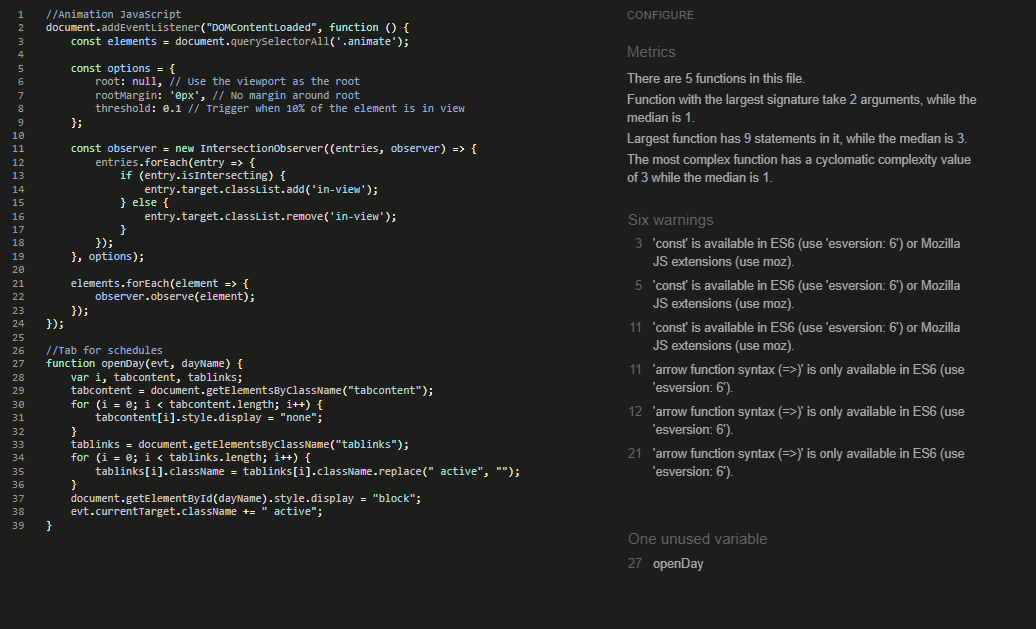 1 //Animation JavaScript
2 document.addEventListener("DOMContentLoaded", function () {
3     const elements = document.querySelectorAll('.animate');
4
5     const options = {
6         root: null, // Use the viewport as the root
7         rootMargin: '0px', // No margin around root
8         threshold: 0.1 // Trigger when 10% of the element is in view
9     };
10
11     const observer = new IntersectionObserver((entries, observer) => {
12         entries.forEach(entry => {
13             if (entry.isIntersecting) {
14                 entry.target.classList.add('in-view');
15             } else {
16                 entry.target.classList.remove('in-view');
17             }
18         });
19     }, options);
20
21     elements.forEach(element => {
22         observer.observe(element);
23     });
24 });
25
26 //Tab for schedules
27 function openDay(evt, dayName) {
28     var i, tabcontent, tablinks;
29     tabcontent = document.getElementsByClassName("tabcontent");
30     for (i = 0; i < tabcontent.length; i++) {
31         tabcontent[i].style.display = "none";
32     }
33     tablinks = document.getElementsByClassName("tablinks");
34     for (i = 0; i < tablinks.length; i++) {
35         tablinks[i].className = tablinks[i].className.replace(" active", "");
36     }
37     document.getElementById(dayName).style.display = "block";
38     evt.currentTarget.className += " active";
39 }
CONFIGURE
Metrics
There are 5 functions in this file.
Function with the largest signature take 2 arguments, while the
median is 1.
Largest function has 9 statements in it, while the median is 3.
The most complex function has a cyclomatic complexity value
of 3 while the median is 1.
Six warnings
3 'const' is available in ES6 (use 'esversion: 6') or Mozilla
JS extensions (use moz).
5 'const' is available in ES6 (use 'esversion: 6') or Mozilla
JS extensions (use moz).
11 'const' is available in ES6 (use 'esversion: 6') or Mozilla
JS extensions (use moz).
11 'arrow function syntax (=>)' is only available in ES6 (use
'esversion: 6').
12 'arrow function syntax (=>)' is only available in ES6 (use
'esversion: 6').
21 'arrow function syntax (=>)' is only available in ES6 (use
'esversion: 6').
One unused variable
27 openDay